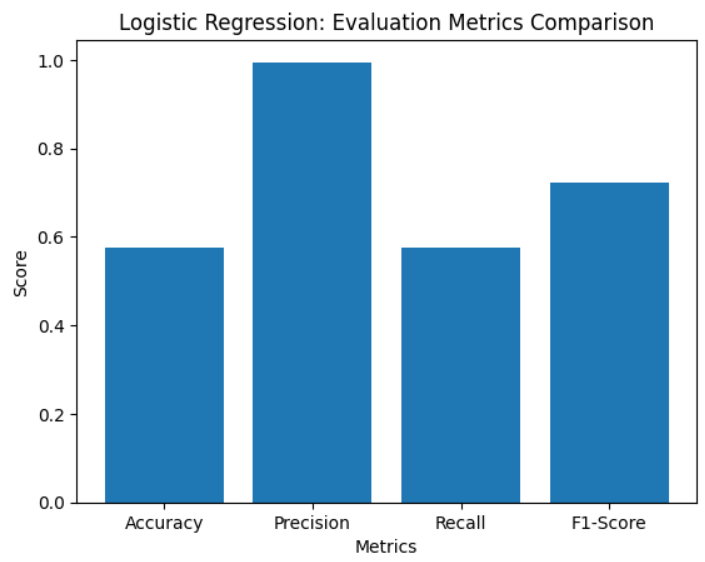 Logistic Regression: Evaluation Metrics Comparison
1.0
0.8
0.6
0.4
0.2
0.0
Score
Accuracy Precision Recall F1-Score
Metrics